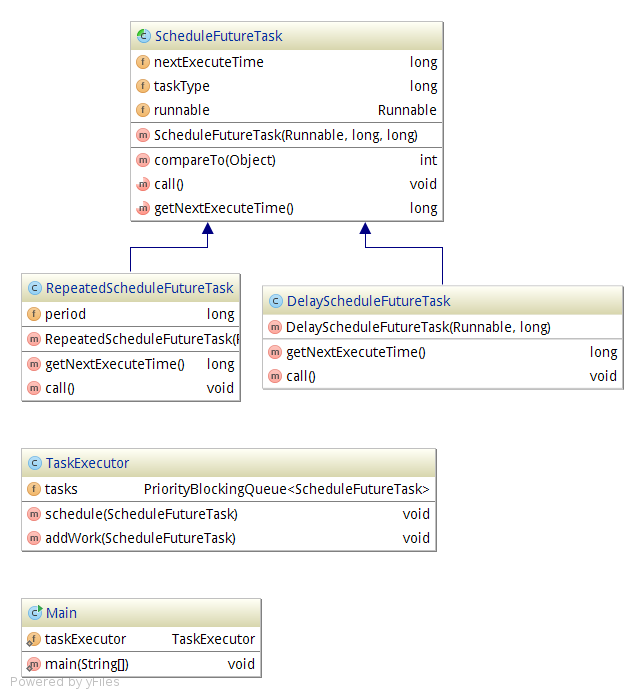 ScheduleFutureTask
nextExecuteTime long
taskType long
runnable Runnable
ScheduleFutureTask(Runnable, long, long)
compareTo(Object) int
call() void
getNextExecuteTime() long
RepeatedScheduleFutureTask
period long
RepeatedScheduleFutureTask(
getNextExecuteTime() long
call() void
DelayScheduleFutureTask
DelayScheduleFutureTask(Runnable, long)
getNextExecuteTime() long
call() void
TaskExecutor
tasks PriorityBlockingQueue<ScheduleFutureTask>
schedule(ScheduleFutureTask) void
addWork(ScheduleFutureTask) void
Main
taskExecutor TaskExecutor
main(String[]) void
Powered by yFiles